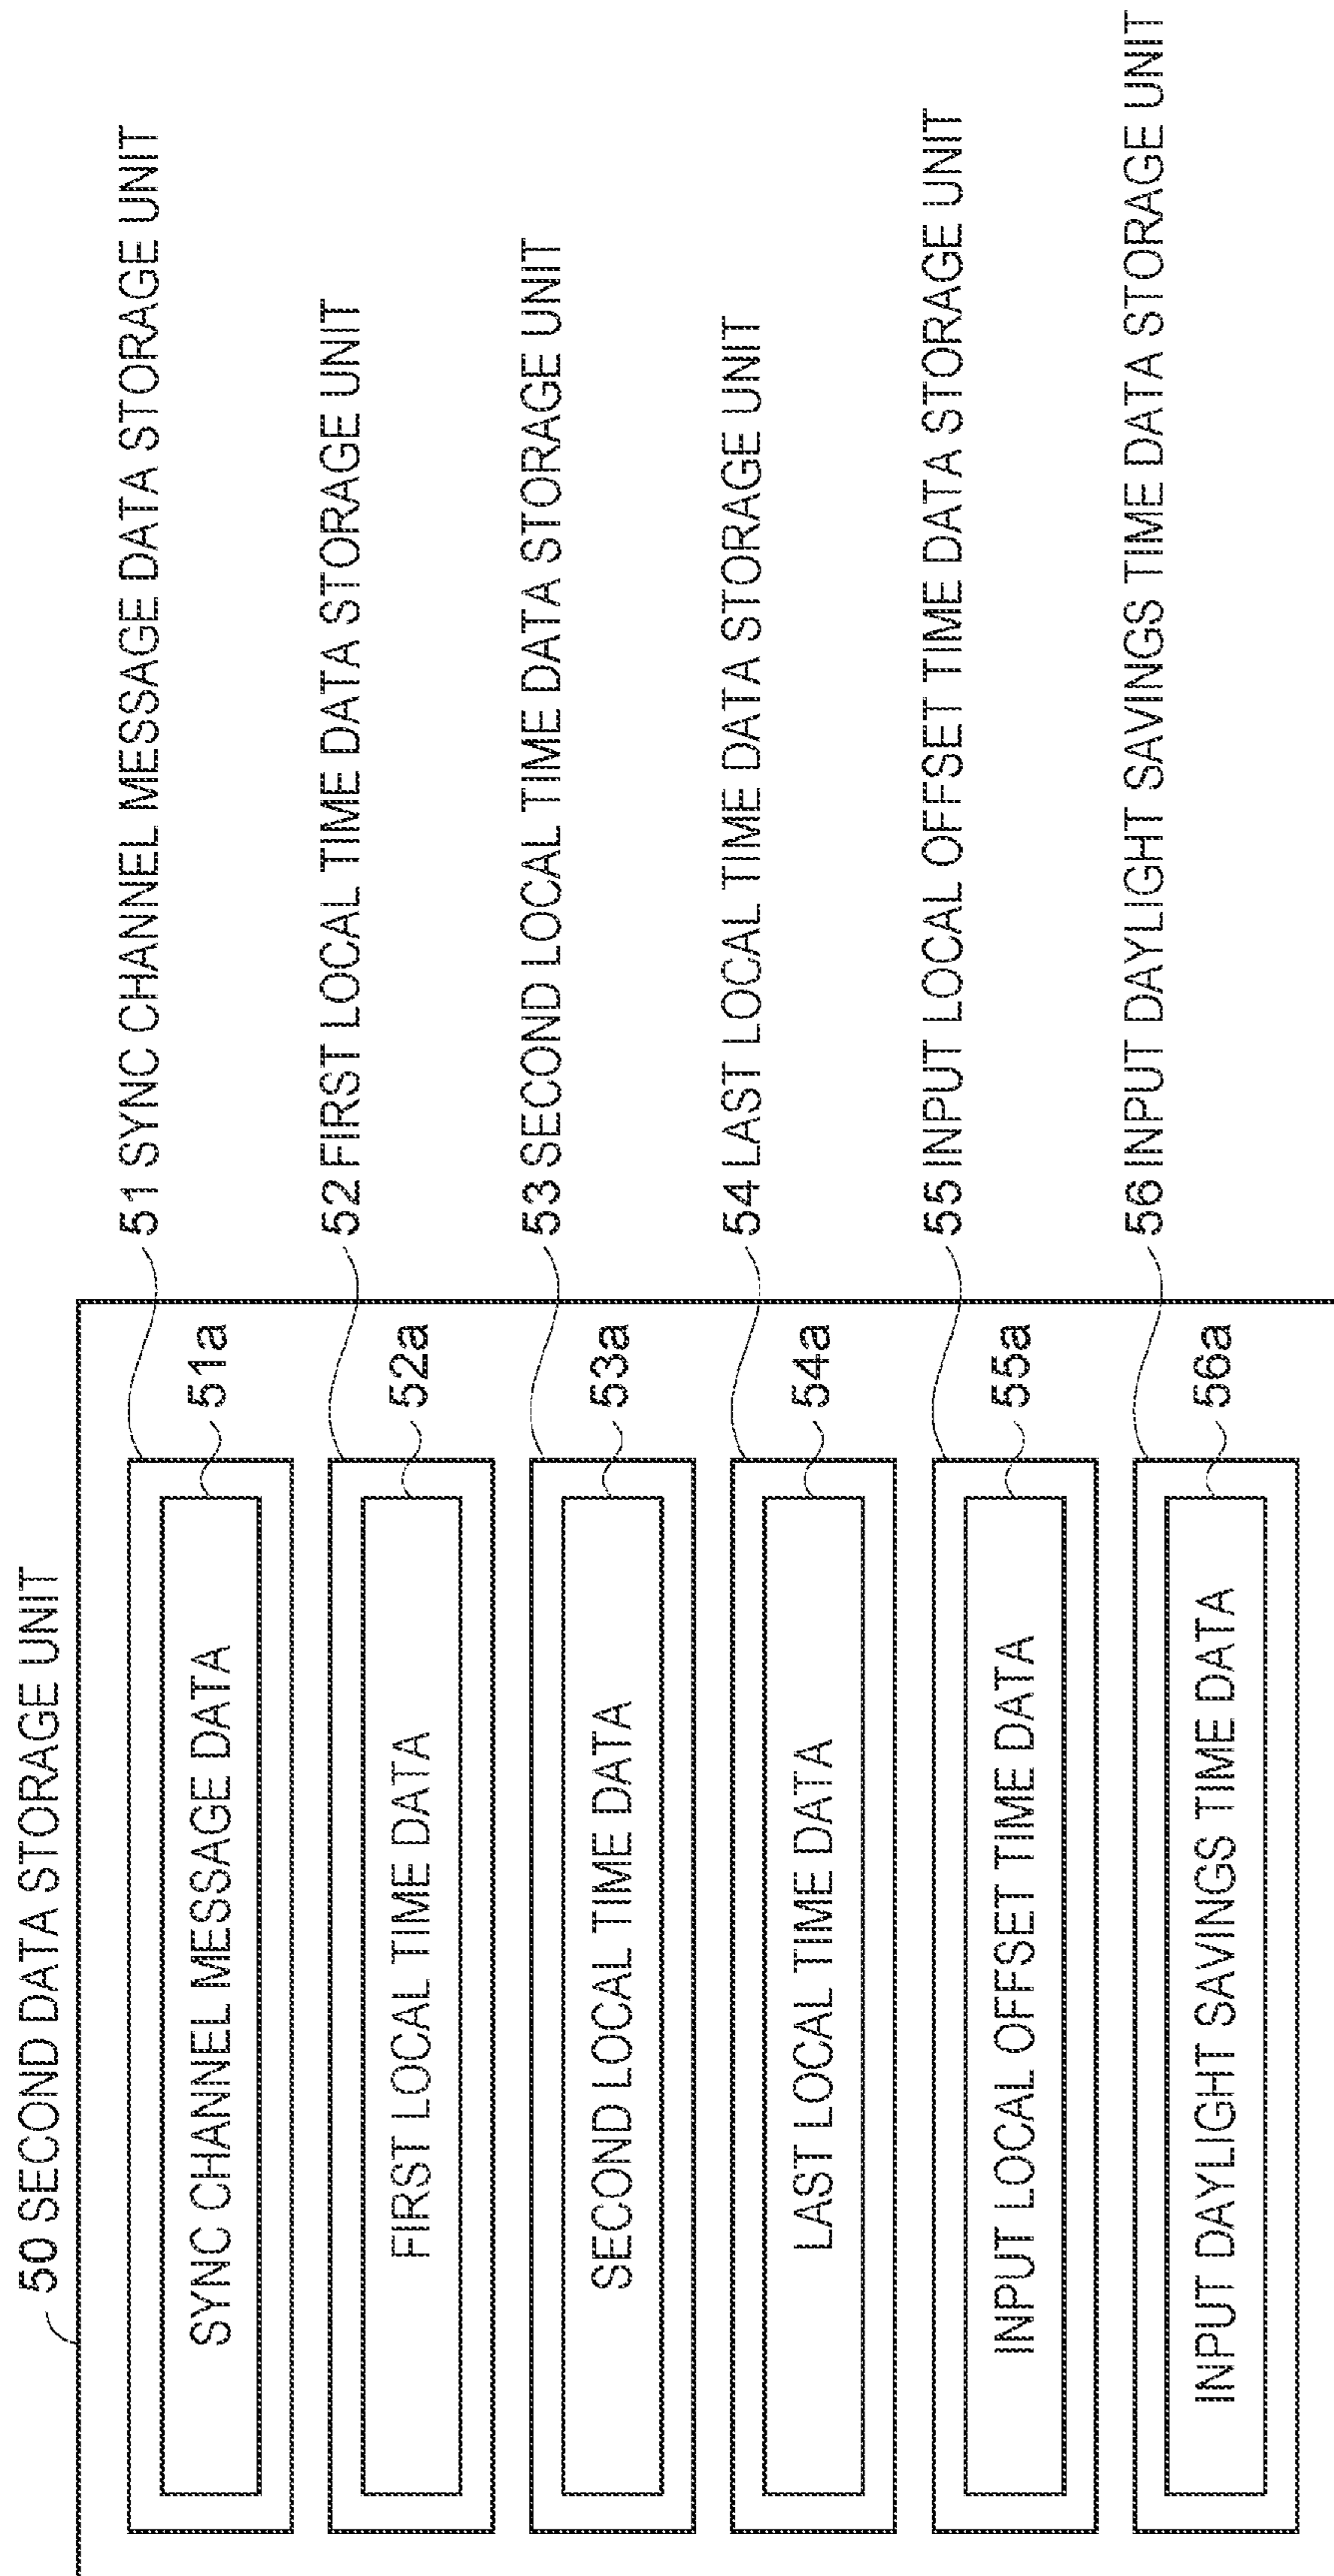 50 SECOND DATA STORAGE UNIT
SYNC CHANNEL MESSAGE DATA
51a
51 SYNC CHANNEL MESSAGE DATA STORAGE UNIT
FIRST LOCAL TIME DATA
52a
52 FIRST LOCAL TIME DATA STORAGE UNIT
SECOND LOCAL TIME DATA
53a
53 SECOND LOCAL TIME DATA STORAGE UNIT
LAST LOCAL TIME DATA
54a
54 LAST LOCAL TIME DATA STORAGE UNIT
INPUT LOCAL OFFSET TIME DATA
55a
55 INPUT LOCAL OFFSET TIME DATA STORAGE UNIT
INPUT DAYLIGHT SAVINGS TIME DATA
56a
56 INPUT DAYLIGHT SAVINGS TIME DATA STORAGE UNIT